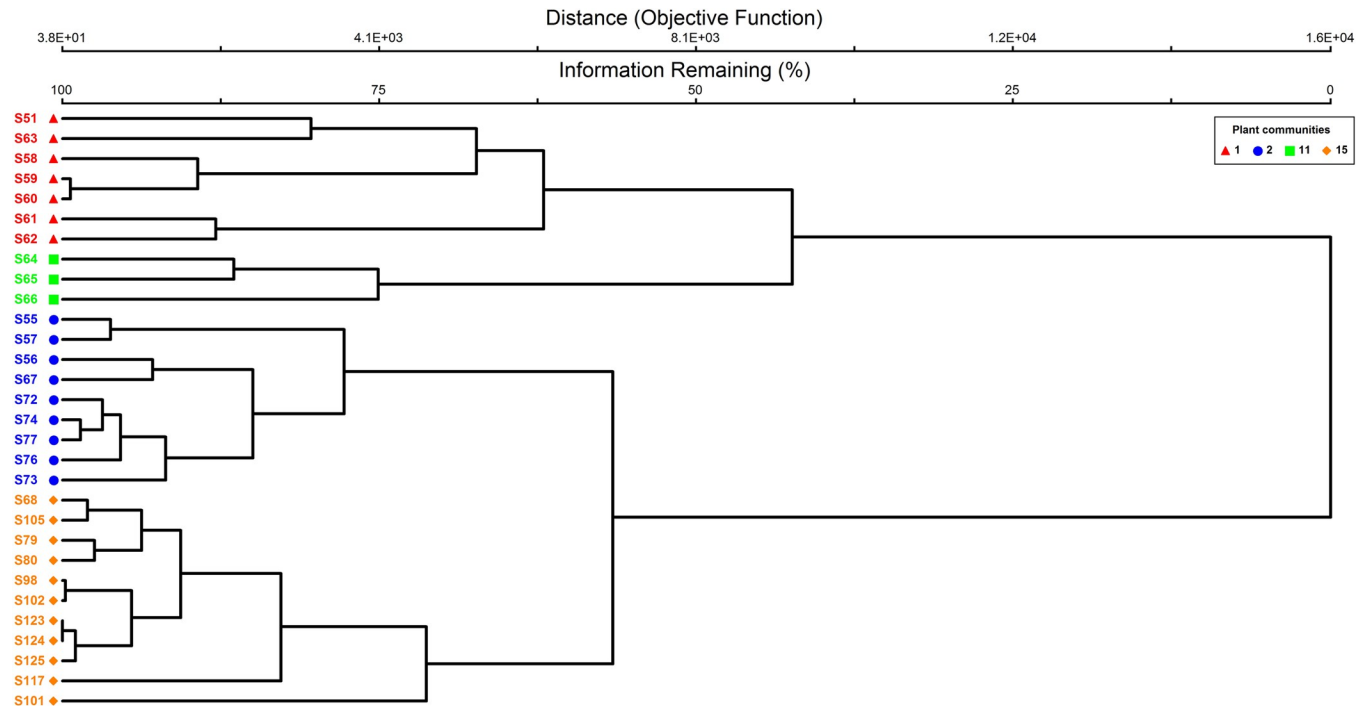 Distance (Objective Function)
3.8E+01 4.1E+03 8.1E+03 1.2E+04 1.6E+04
Information Remaining (%)
100 75 50 25 0
Plant communities
1 2 11 15
S51
S63
S58
S59
S60
S61
S62
S64
S65
S66
S55
S57
S56
S67
S72
S74
S77
S76
S73
S68
S105
S79
S80
S98
S102
S123
S124
S125
S117
S101